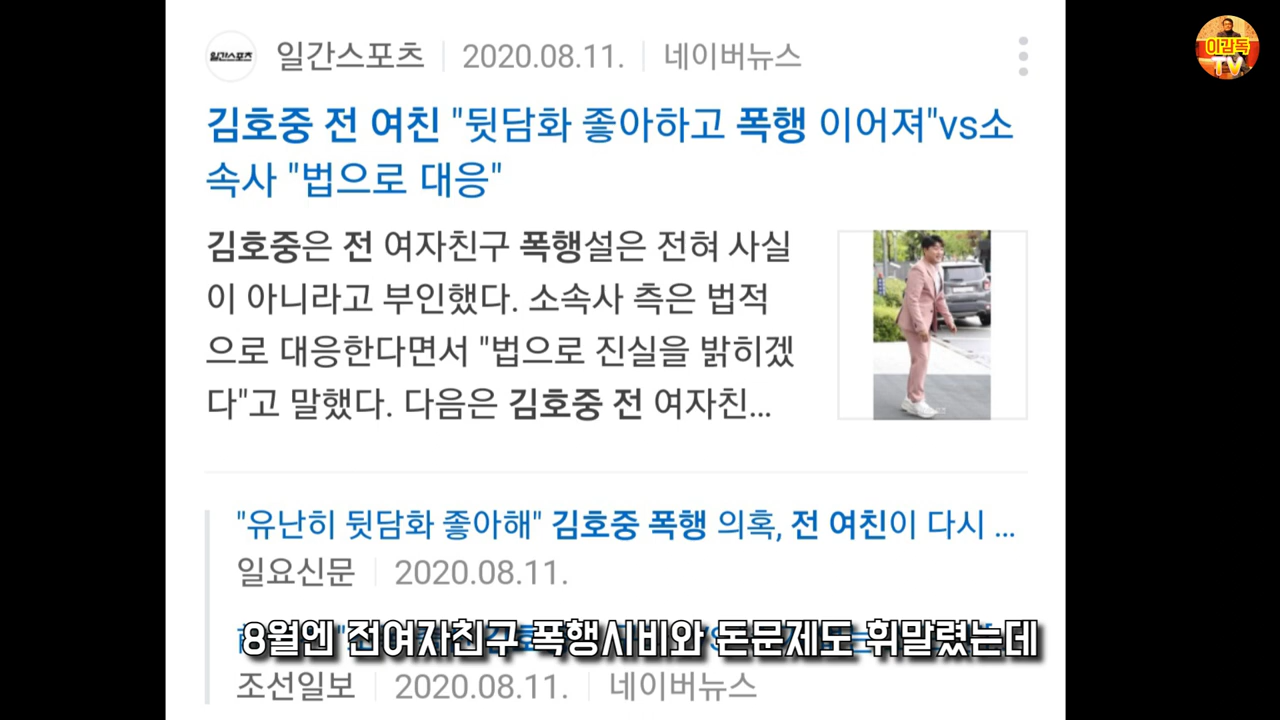 이감독
TV
일간스포츠
일간스포츠 2020.08.11. 네이버뉴스
김호중 전 여친 "뒷담화 좋아하고 폭행 이어져"vs소
속사 "법으로 대응"
김호중은 전 여자친구 폭행설은 전혀 사실
이 아니라고 부인했다. 소속사 측은 법적
으로 대응한다면서 "법으로 진실을 밝히겠
다"고 말했다. 다음은 김호중 전 여자친...
"유난히 뒷담화 좋아해" 김호중 폭행 의혹, 전 여친이 다시 ...
일요신문 2020.08.11.
8월엔 전여자친구 폭행시비와 돈문제도 휘말렸는데
조선일보 2020.08.11. 네이버뉴스